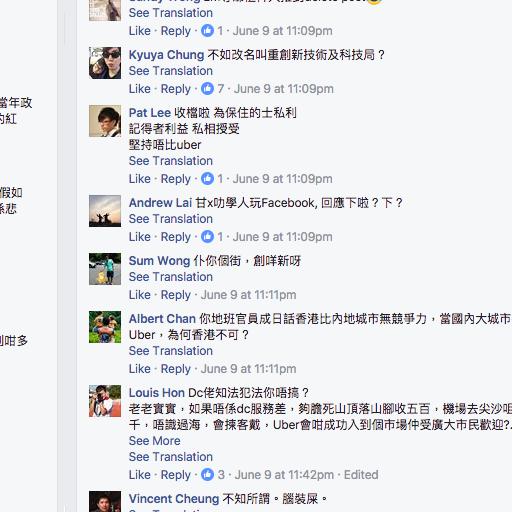 當年政
的紅
假如
係悲
到咁多
See Translation
Like · Reply · 1 · June 9 at 11:09pm
Kyuya Chung 不如改名叫重創新技術及科技局？
See Translation
Like · Reply · 7 · June 9 at 11:09pm
Pat Lee 收檔啦 為保住的士私利
記得者利益 私相授受
堅持唔比uber
See Translation
Like · Reply · 1 · June 9 at 11:09pm
Andrew Lai 甘x叻學人玩Facebook, 回應下啦？下？
See Translation
Like · Reply · 1 · June 9 at 11:09pm
Sum Wong 仆你個街，創咩新呀
See Translation
Like · Reply · June 9 at 11:11pm
Albert Chan 你地班官員成日話香港比內地城市無競爭力，當國內大城市
Uber，為何香港不可？
See Translation
Like · Reply · June 9 at 11:11pm
Louis Hon Dc佬知法犯法你唔搞？
老老實實，如果唔係dc服務差，夠膽死山頂落山腳收五百，機場去尖沙咀
千，唔識過海，會揀客戴，Uber會咁成功入到個市場仲受廣大市民歡迎?.
See More
See Translation
Like · Reply · 3 · June 9 at 11:42pm · Edited
Vincent Cheung 不知所謂。腦裝屎。
See Translation